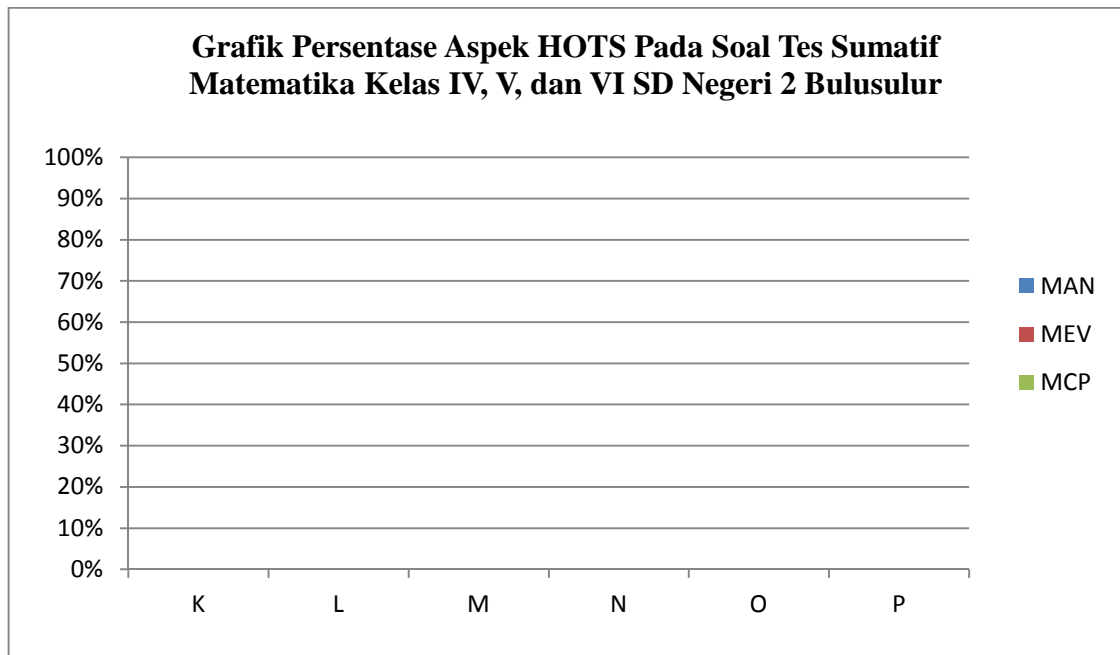 Grafik Persentase Aspek HOTS Pada Soal Tes Sumatif
Matematika Kelas IV, V, dan VI SD Negeri 2 Bulusulur
100%
90%
80%
70%
60%
50%
40%
30%
20%
10%
0%
K L M N O P
MAN
MEV
MCP